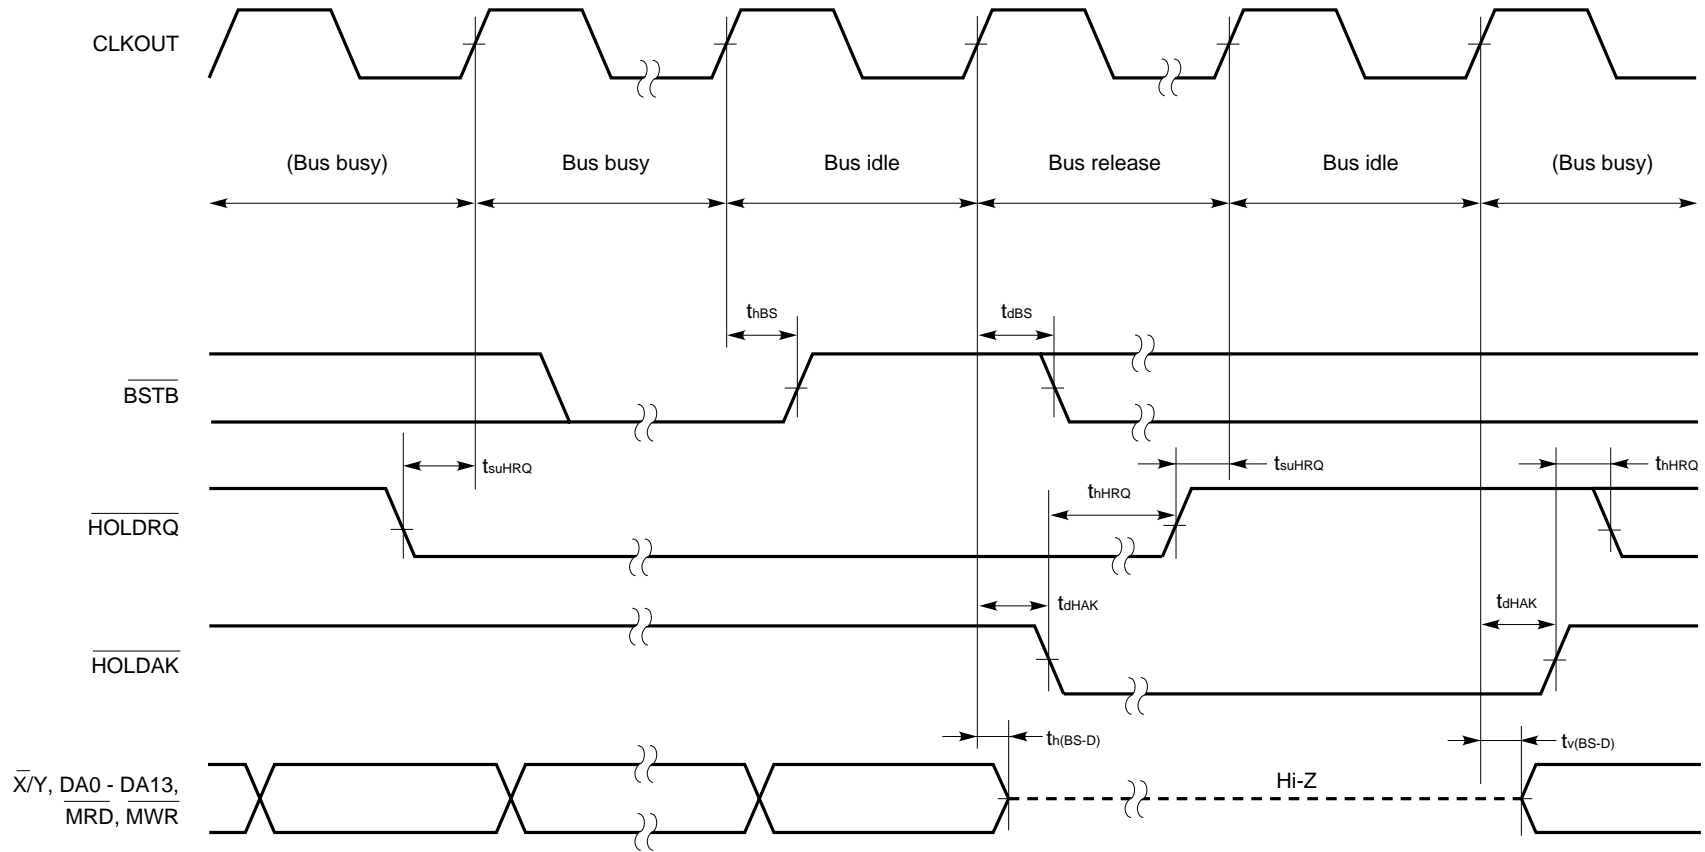 CLKOUT
(Bus busy) Bus busy Bus idle Bus release Bus idle (Bus busy)
thBS tdBS
BSTB
tsuHRQ tsuHRQ thHRQ
thHRQ
HOLDRQ
tdHAK tdHAK
HOLDAK
th(BS-D) tv(BS-D)
X/Y, DA0 - DA13,
MRD, MWR
Hi-Z